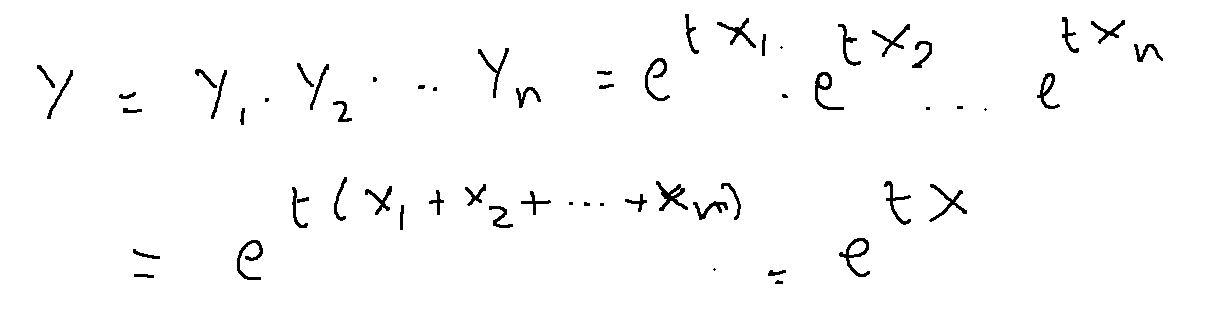 Y = Y₁ · Y₂ · ·· Yₙ = e^{tX₁} · e^{tX₂} ... e^{tXₙ}
= e^{t(X₁ + X₂ + ··· + Xₙ)} = e^{tX}